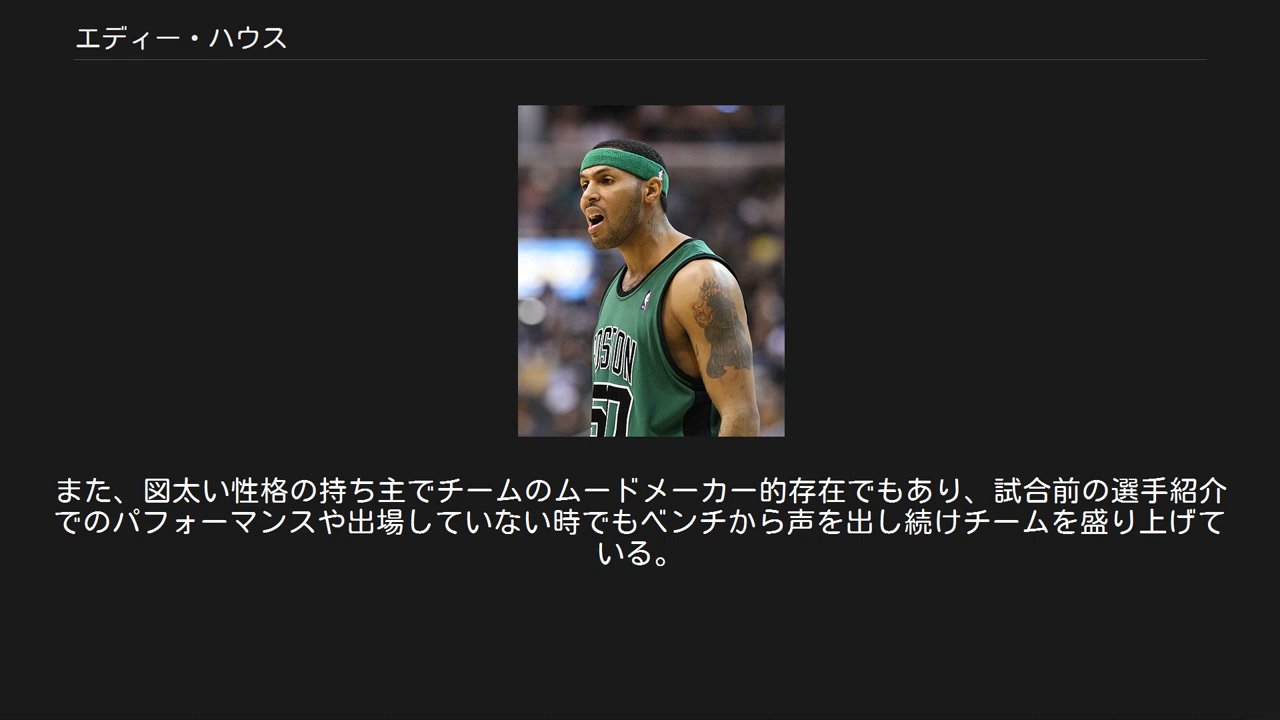 エディー・ハウス
OSTON
50
また、図太い性格の持ち主でチームのムードメーカー的存在でもあり、試合前の選手紹介
でのパフォーマンスや出場していない時でもベンチから声を出し続けチームを盛り上げて
いる。